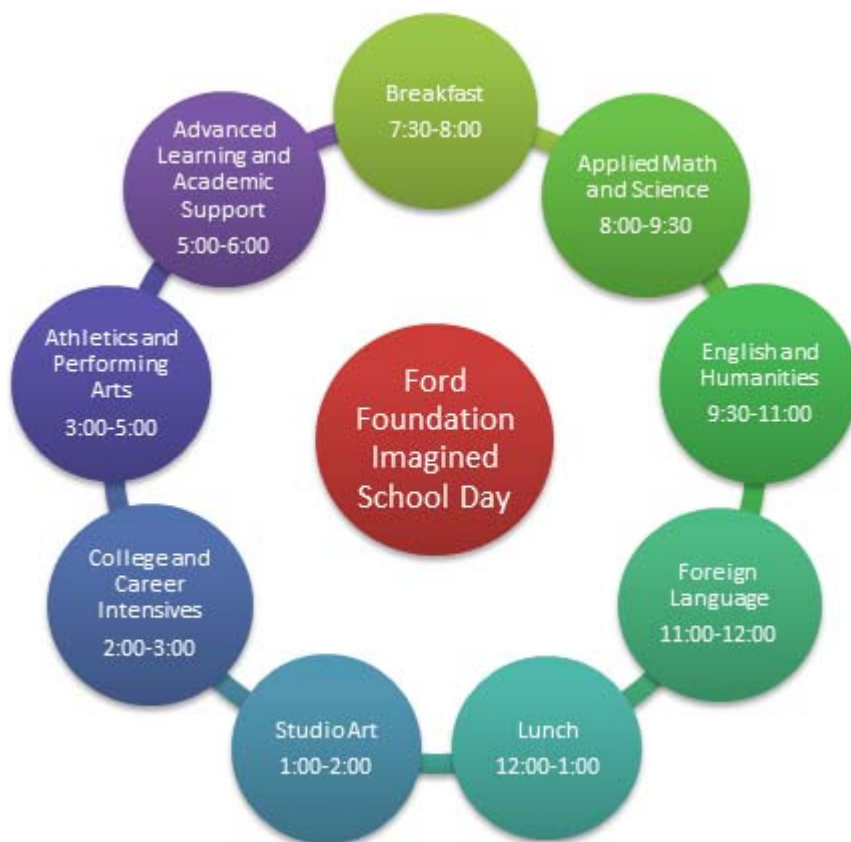 Breakfast
7:30-8:00
Applied Math
and Science
8:00-9:30
English and
Humanities
9:30-11:00
Foreign
Language
11:00-12:00
Lunch
12:00-1:00
Studio Art
1:00-2:00
College and
Career
Intensives
2:00-3:00
Athletics and
Performing
Arts
3:00-5:00
Advanced
Learning and
Academic
Support
5:00-6:00
Ford
Foundation
Imagined
School Day